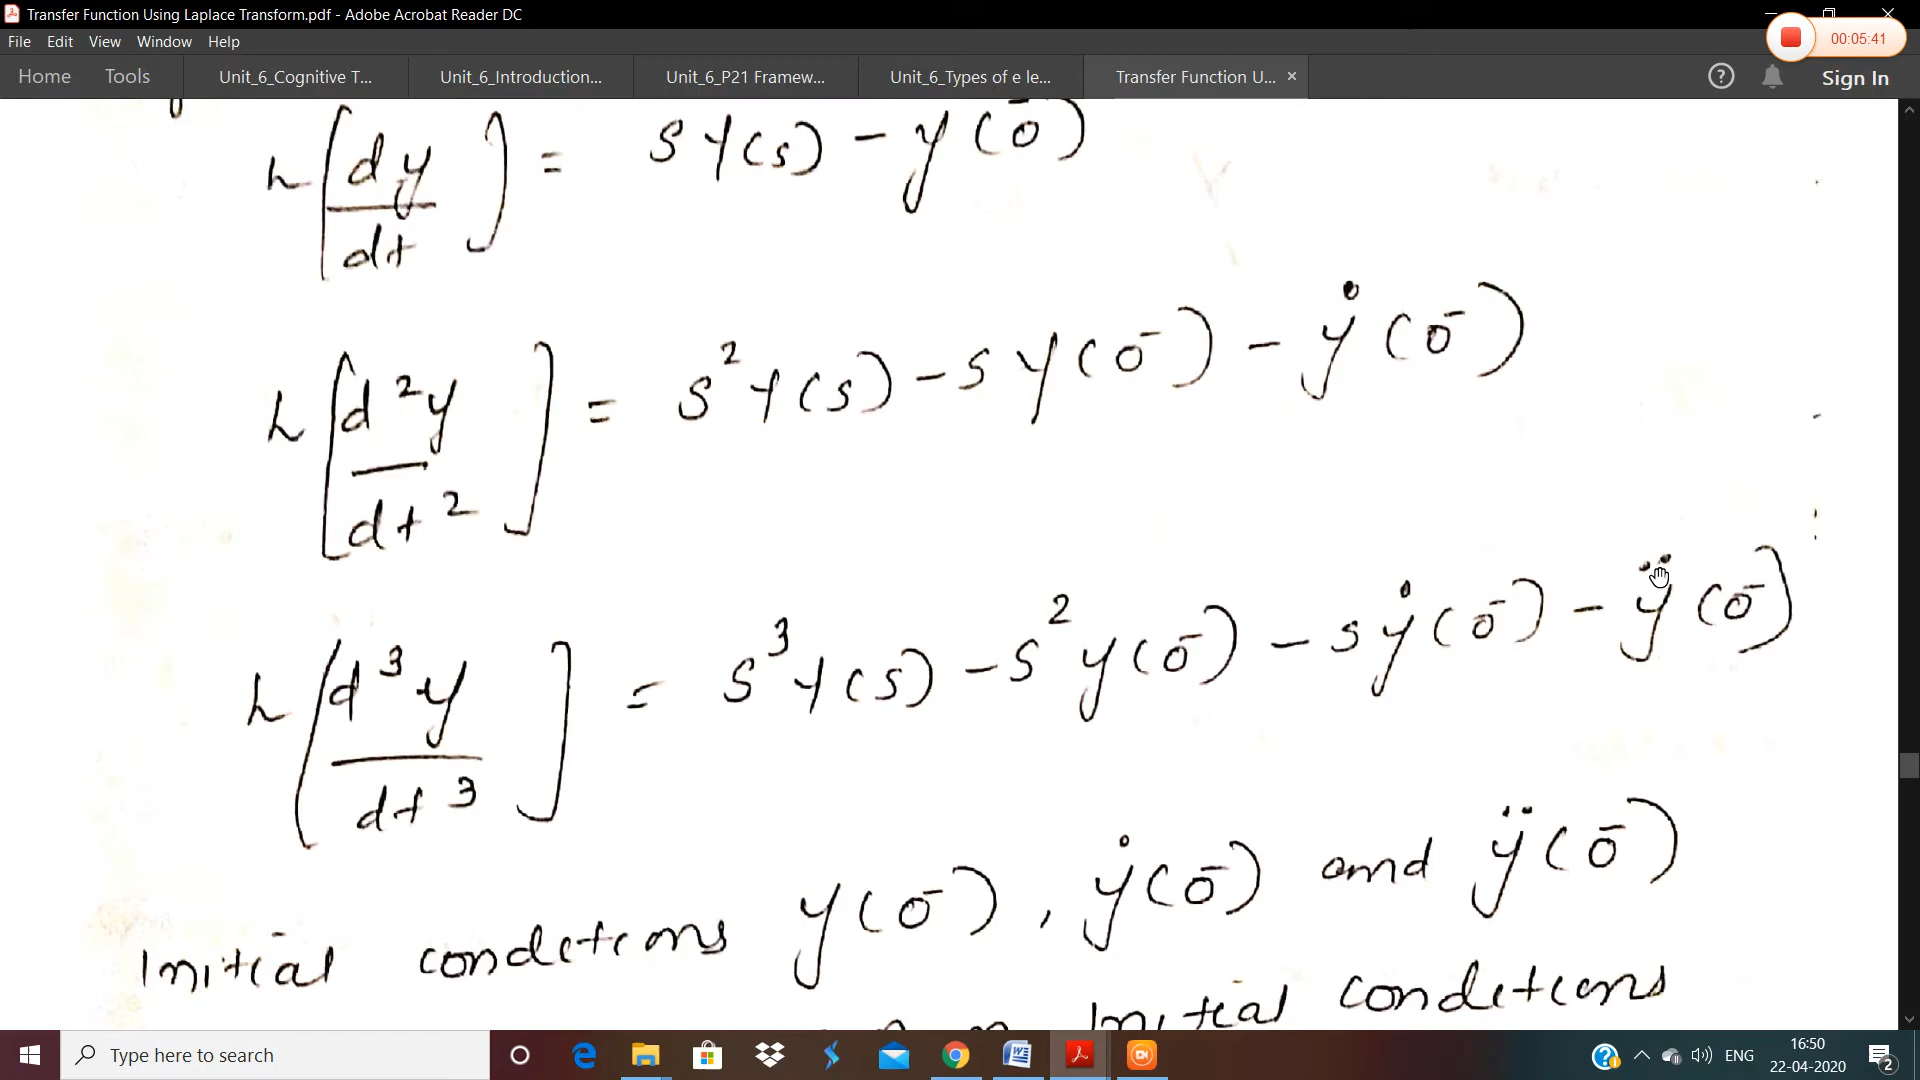 Transfer Function Using Laplace Transform.pdf - Adobe Acrobat Reader DC
File Edit View Window Help
00:05:41
Home Tools Unit_6_Cognitive T... Unit_6_Introduction... Unit_6_P21 Framew... Unit_6_Types of e le... Transfer Function U... × Sign In
L[dy/dt] = sY(s) - y(0⁻)
L[d²y/dt²] = s²Y(s) - sy(0⁻) - ẏ(0⁻)
L[d³y/dt³] = s³Y(s) - s²y(0⁻) - sẏ(0⁻) - ÿ(0⁻)
Initial conditions y(0⁻), ẏ(0⁻) and ÿ(0⁻)
Initial conditions
Type here to search
ENG
16:50
22-04-2020
2